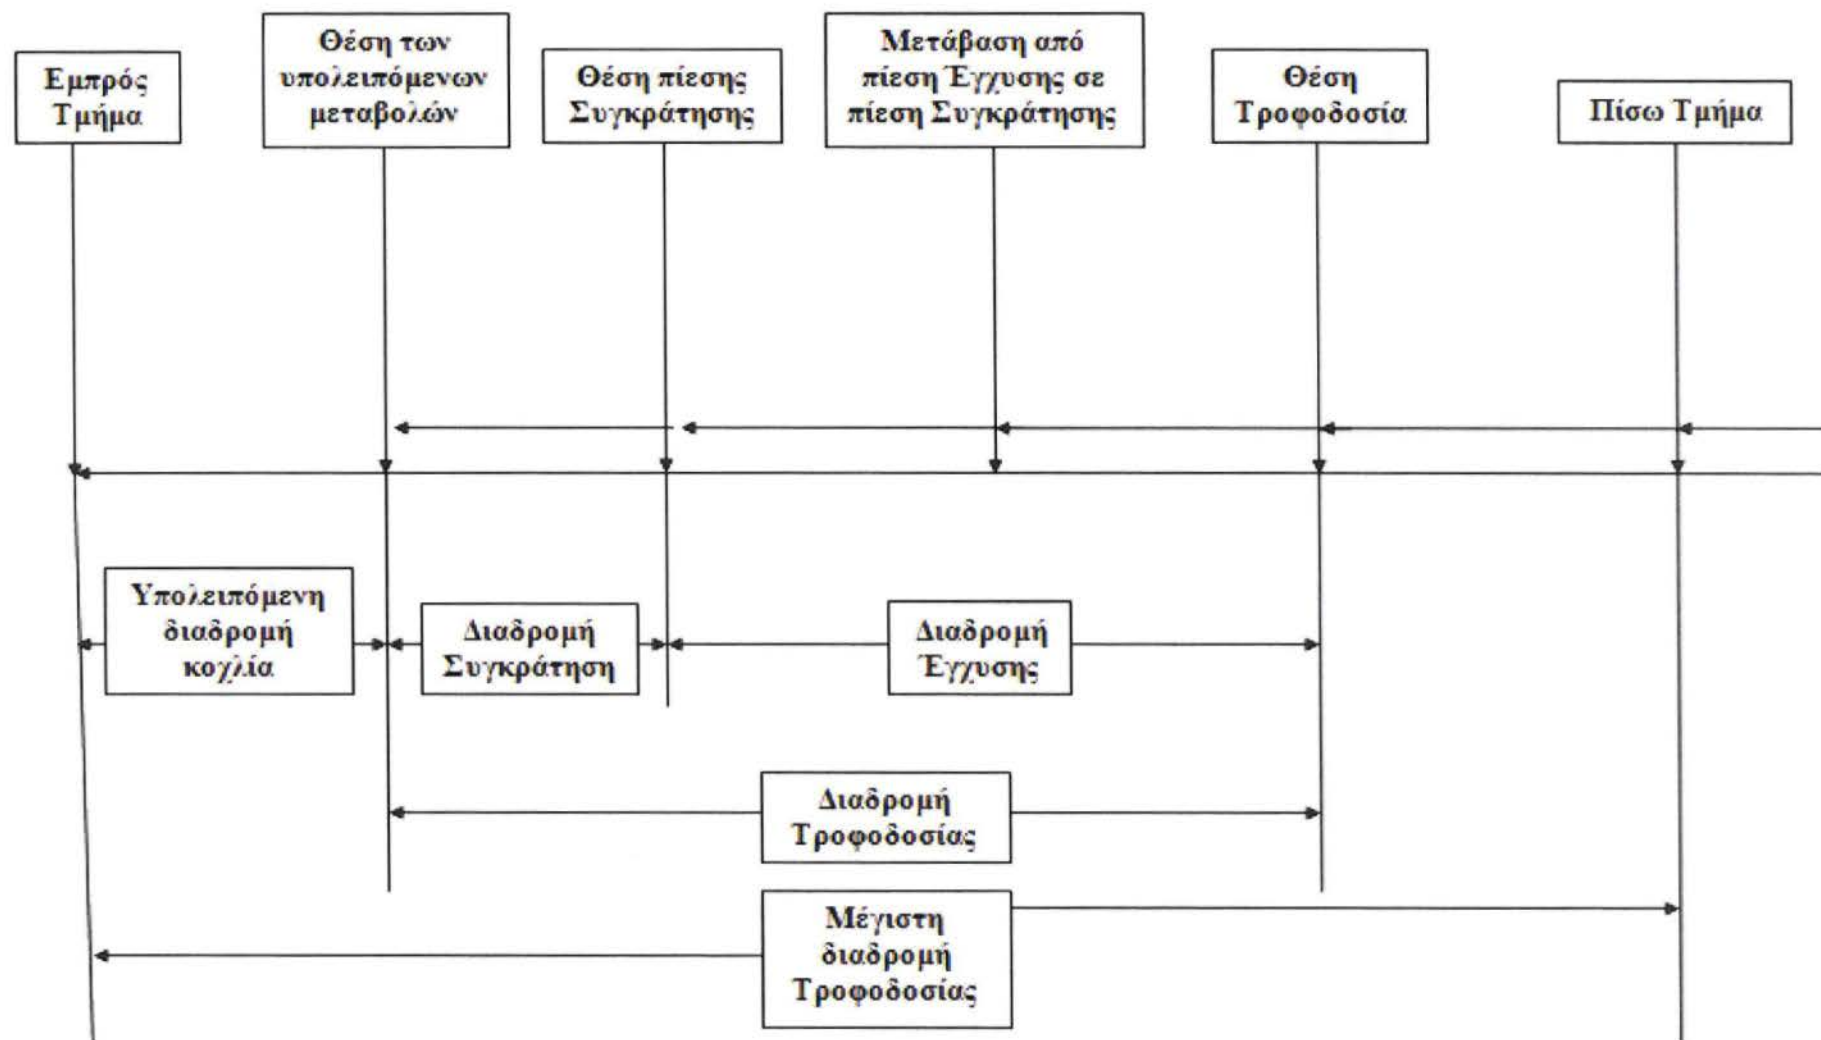 Εμπρός
Τμήμα
Θέση των
υπολειπόμενων
μεταβολών
Θέση πίεσης
Συγκράτησης
Μετάβαση από
πίεση Έγχυσης σε
πίεση Συγκράτησης
Θέση
Τροφοδοσία
Πίσω Τμήμα
Υπολειπόμενη
διαδρομή
κοχλία
Διαδρομή
Συγκράτηση
Διαδρομή
Έγχυσης
Διαδρομή
Τροφοδοσίας
Μέγιστη
διαδρομή
Τροφοδοσίας